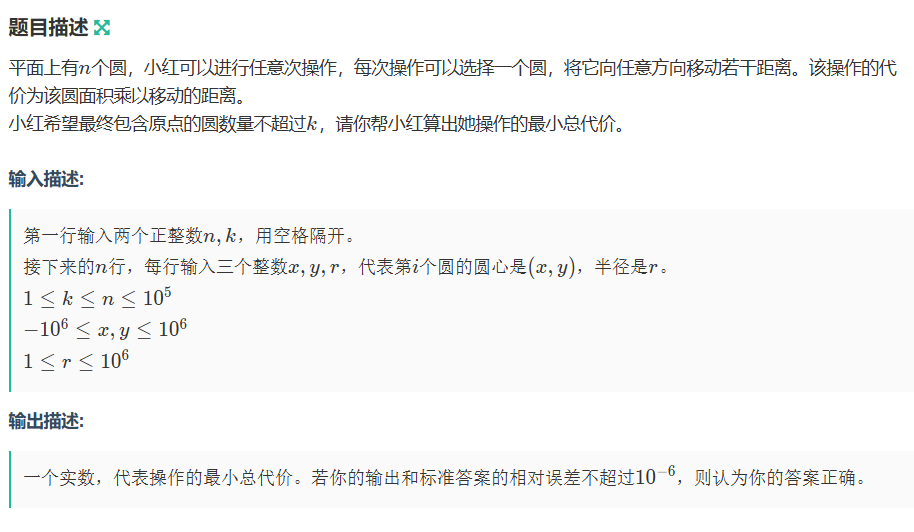 题目描述
平面上有n个圆，小红可以进行任意次操作，每次操作可以选择一个圆，将它向任意方向移动若干距离。该操作的代
价为该圆面积乘以移动的距离。
小红希望最终包含原点的圆数量不超过k，请你帮小红算出她操作的最小总代价。
输入描述:
第一行输入两个正整数n, k，用空格隔开。
接下来的n行，每行输入三个整数x, y, r，代表第i个圆的圆心是(x, y)，半径是r。
1 ≤ k ≤ n ≤ 10^5
−10^6 ≤ x, y ≤ 10^6
1 ≤ r ≤ 10^6
输出描述:
一个实数，代表操作的最小总代价。若你的输出和标准答案的相对误差不超过10^−6，则认为你的答案正确。